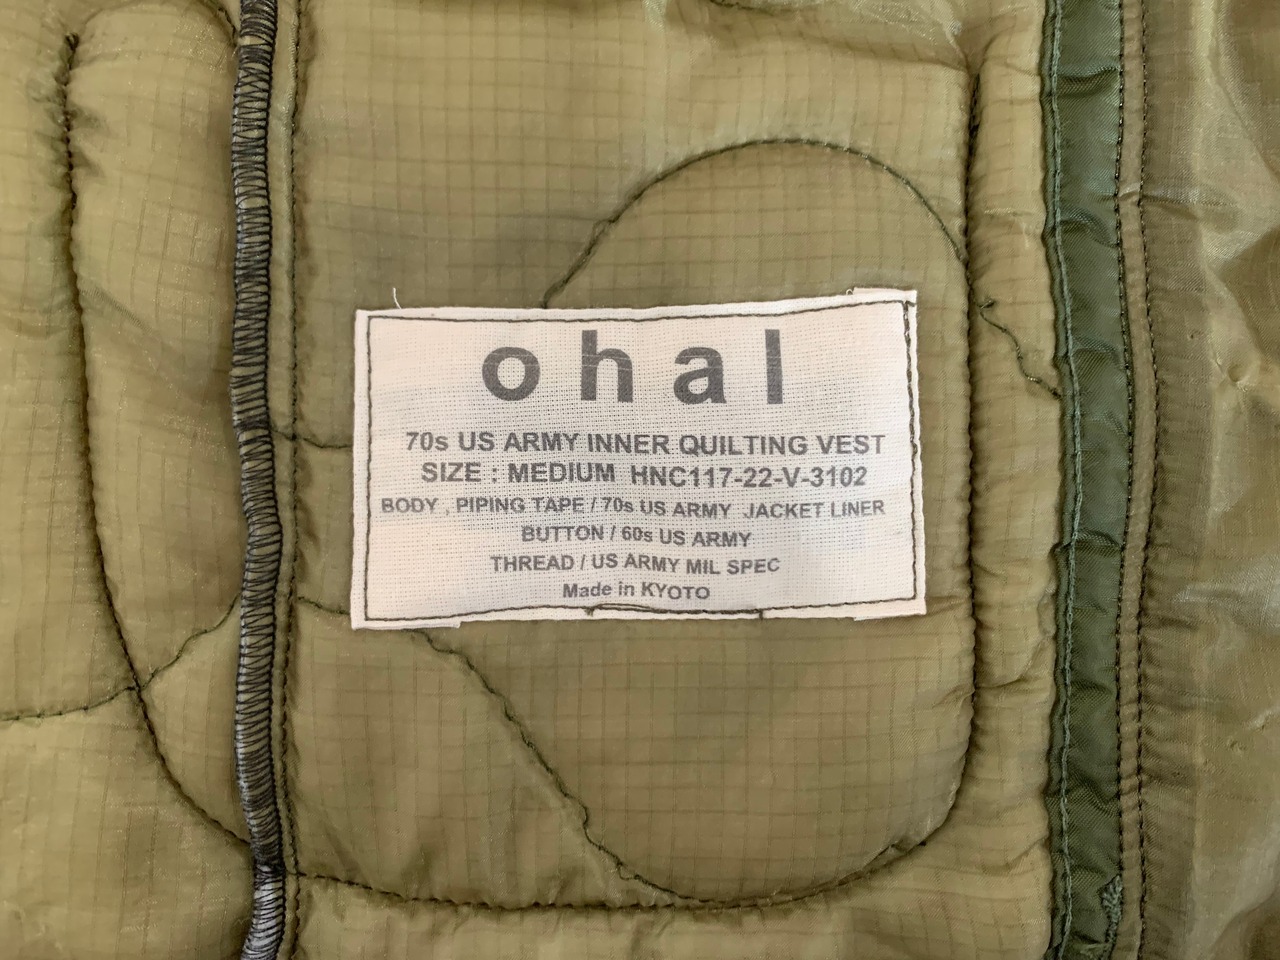 ohal
70s US ARMY INNER QUILTING VEST
SIZE : MEDIUM HNC117-22-V-3102
BODY , PIPING TAPE / 70s US ARMY JACKET LINER
BUTTON / 60s US ARMY
THREAD / US ARMY MIL SPEC
Made in KYOTO